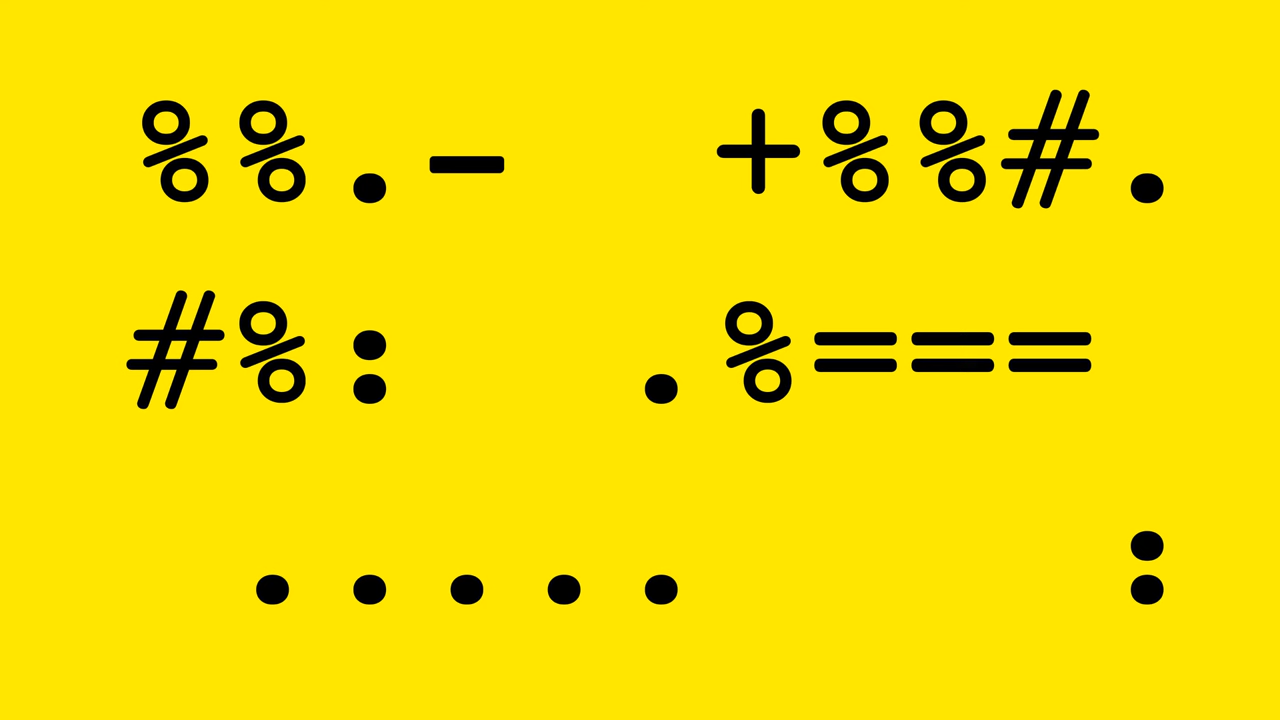 %%.-  +%%#.
#%:  .%===
 .....    :